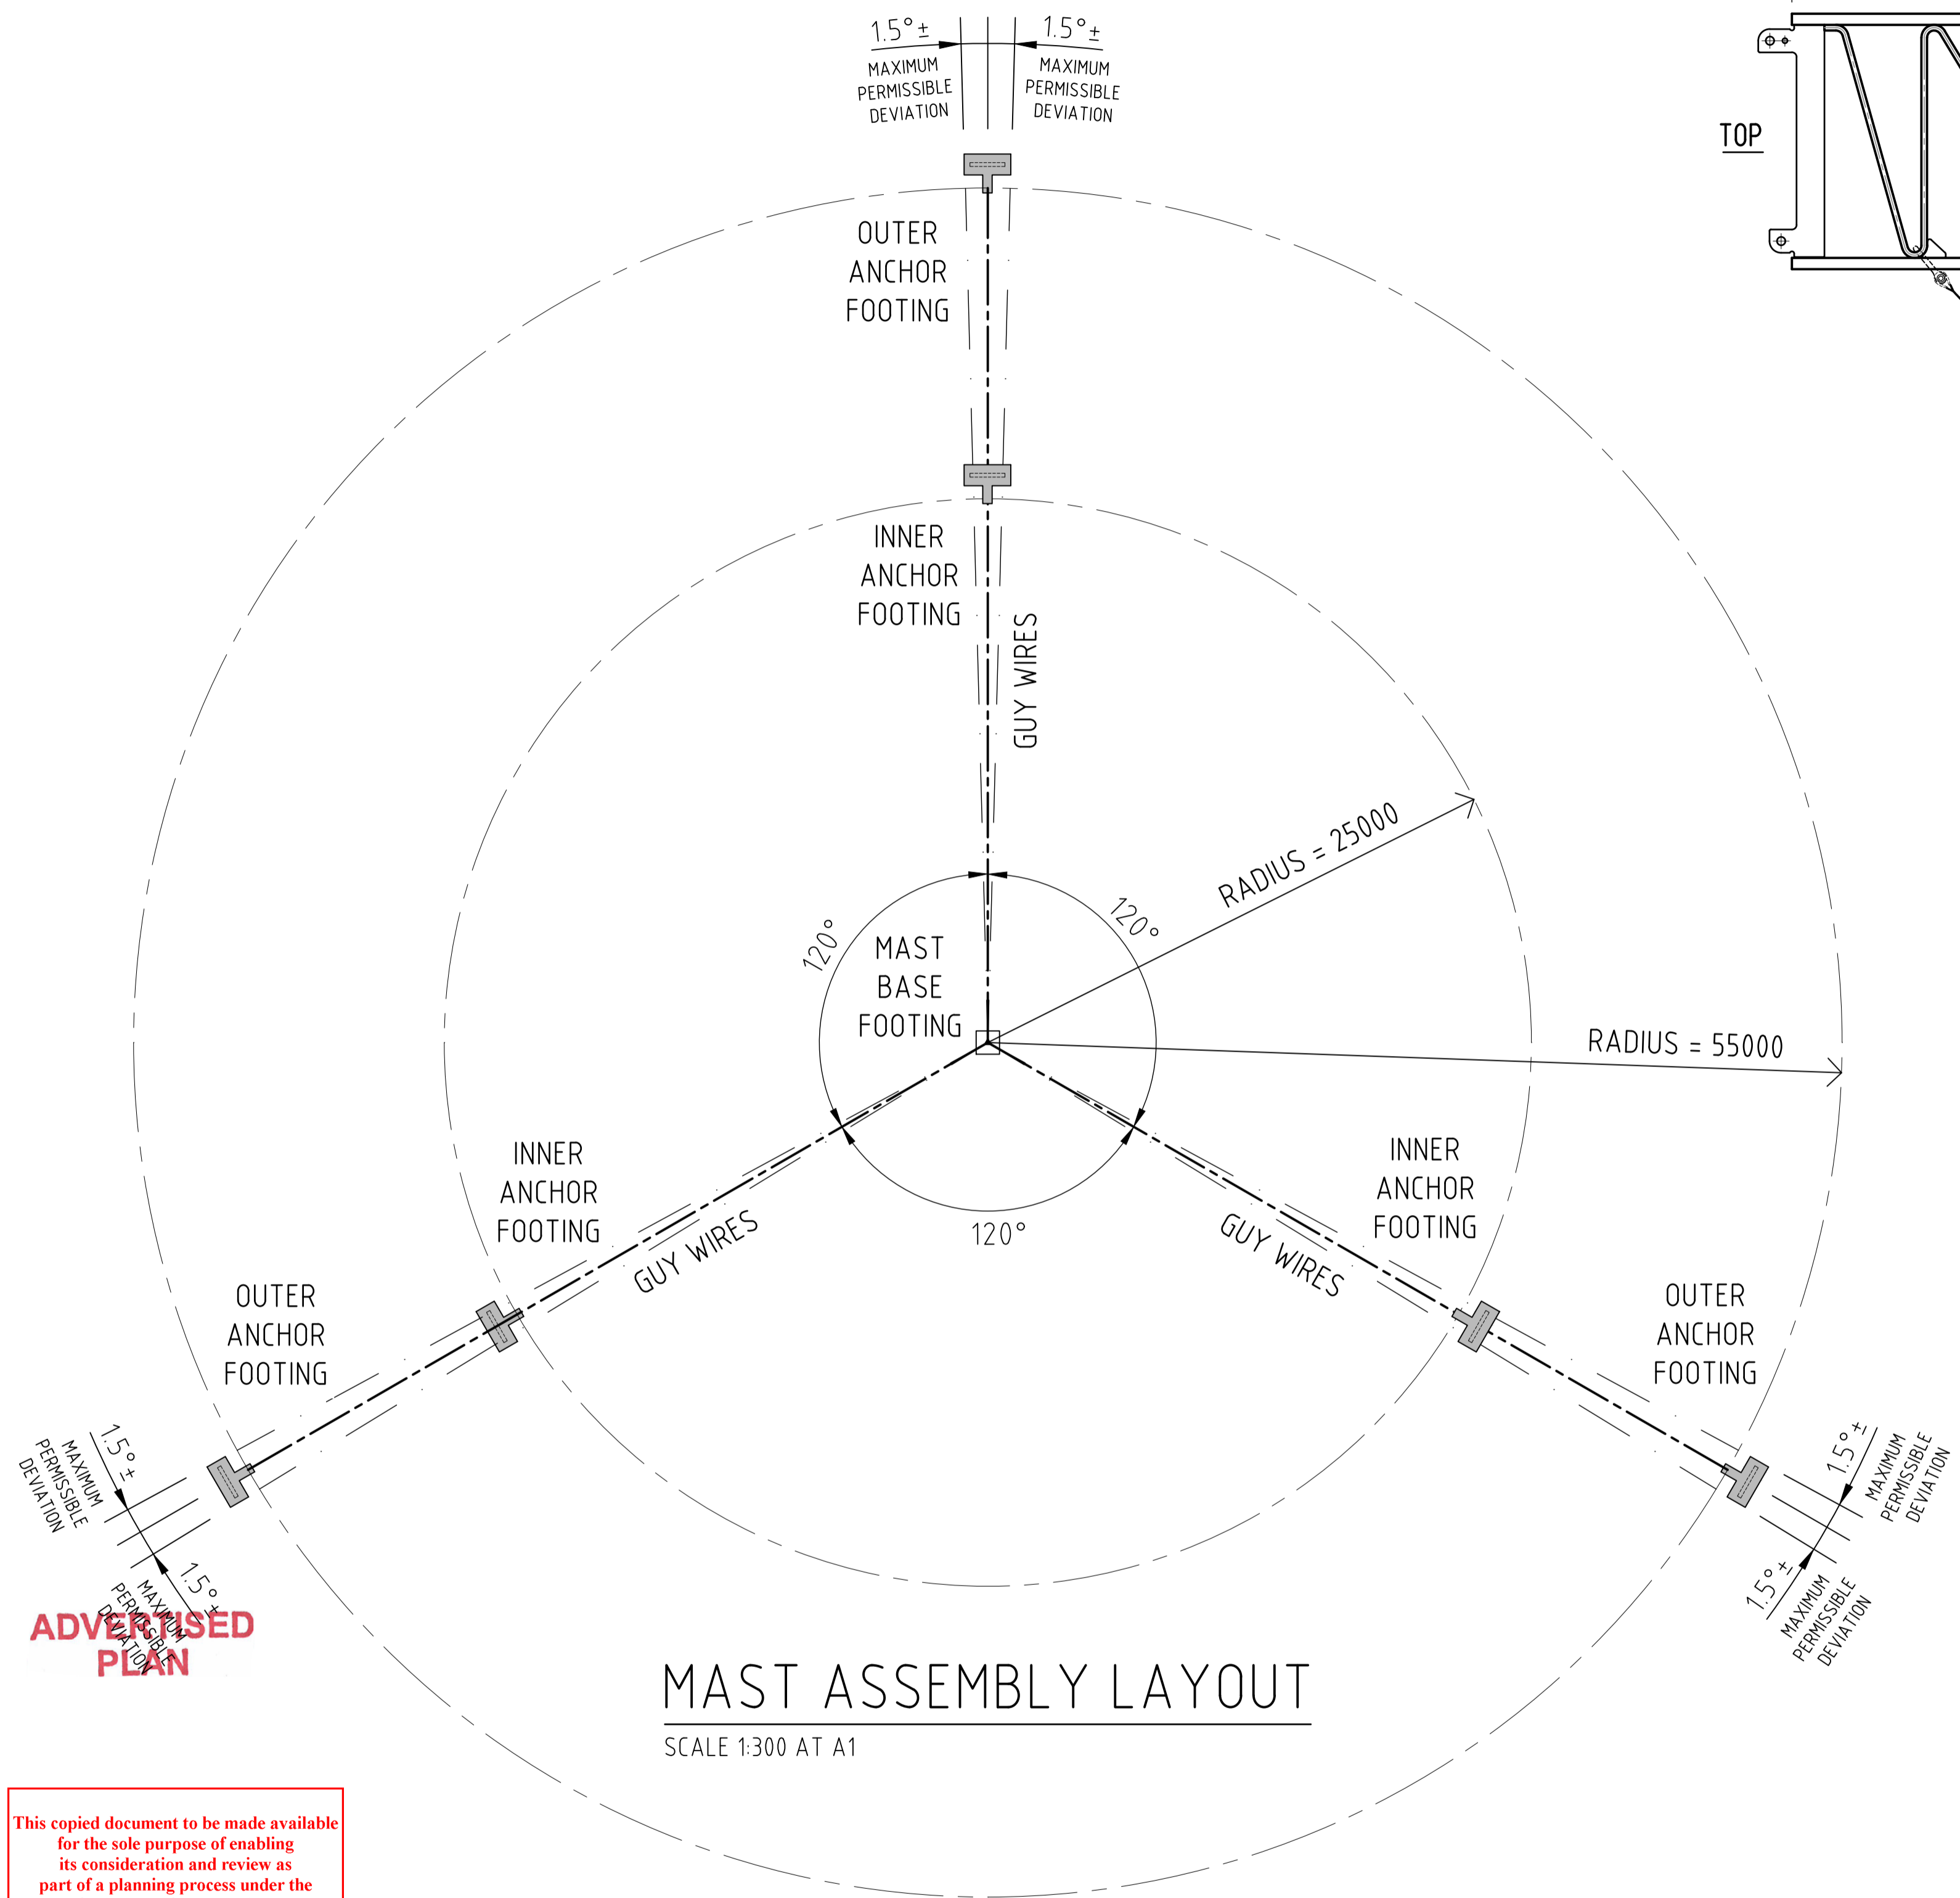 1.5°±
MAXIMUM
PERMISSIBLE
DEVIATION
1.5°±
MAXIMUM
PERMISSIBLE
DEVIATION
TOP
OUTER
ANCHOR
FOOTING
INNER
ANCHOR
FOOTING
GUY WIRES
RADIUS = 25000
120°
120°
MAST
BASE
FOOTING
RADIUS = 55000
INNER
ANCHOR
FOOTING
GUY WIRES
120°
GUY WIRES
INNER
ANCHOR
FOOTING
OUTER
ANCHOR
FOOTING
OUTER
ANCHOR
FOOTING
1.5°±
MAXIMUM
PERMISSIBLE
DEVIATION
1.5°±
MAXIMUM
PERMISSIBLE
DEVIATION
1.5°±
MAXIMUM
PERMISSIBLE
DEVIATION
1.5°±
MAXIMUM
PERMISSIBLE
DEVIATION
ADVERTISED
PLAN
MAST ASSEMBLY LAYOUT
SCALE 1:300 AT A1
This copied document to be made available
for the sole purpose of enabling
its consideration and review as
part of a planning process under the